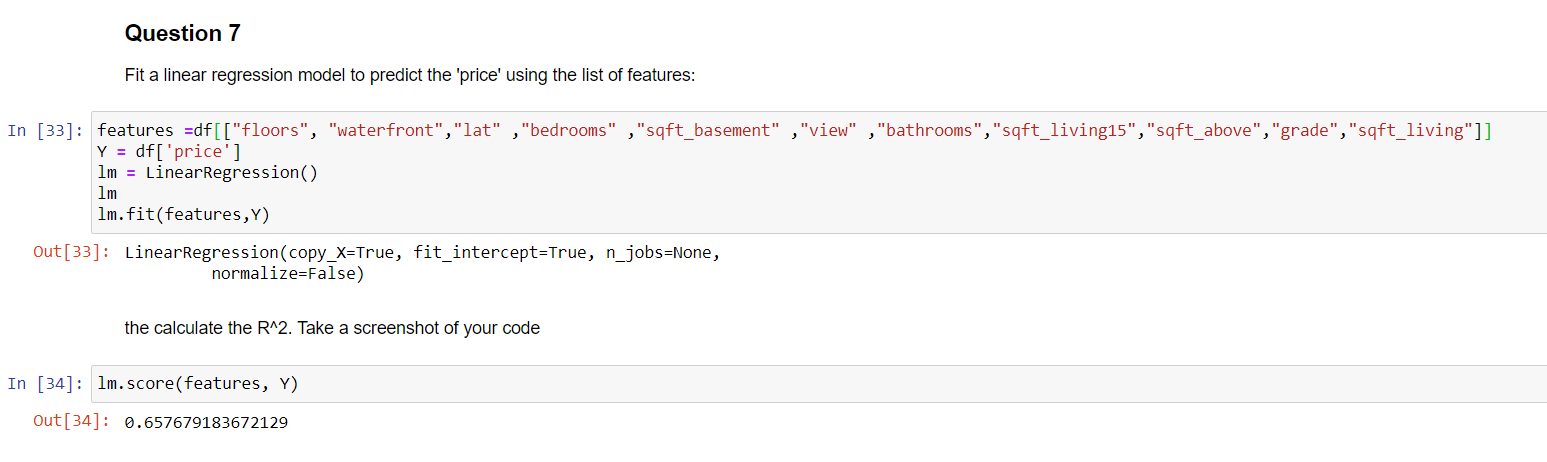 Question 7
Fit a linear regression model to predict the 'price' using the list of features:
In [33]: features =df[["floors", "waterfront","lat" ,"bedrooms" ,"sqft_basement" ,"view" ,"bathrooms","sqft_living15","sqft_above","grade","sqft_living"]]
Y = df['price']
lm = LinearRegression()
lm
lm.fit(features,Y)
Out[33]: LinearRegression(copy_X=True, fit_intercept=True, n_jobs=None,
normalize=False)
the calculate the R^2. Take a screenshot of your code
In [34]: lm.score(features, Y)
Out[34]: 0.657679183672129